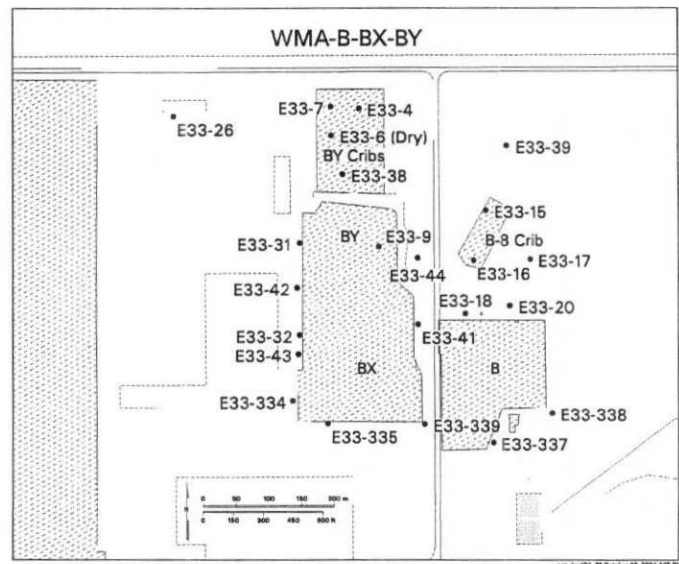 WMA-B-BX-BY
E33-7
E33-4
E33-26
E33-6 (Dry)
E33-39
BY Cribs
E33-38
E33-15
BY
E33-9
B-8 Crib
E33-31
E33-44
E33-16
E33-17
E33-42
E33-18
E33-20
E33-32
E33-41
E33-43
BX
B
E33-334
E33-338
E33-335
E33-339
E33-337
0 50 100 150 200 m
0 150 300 450 600 ft